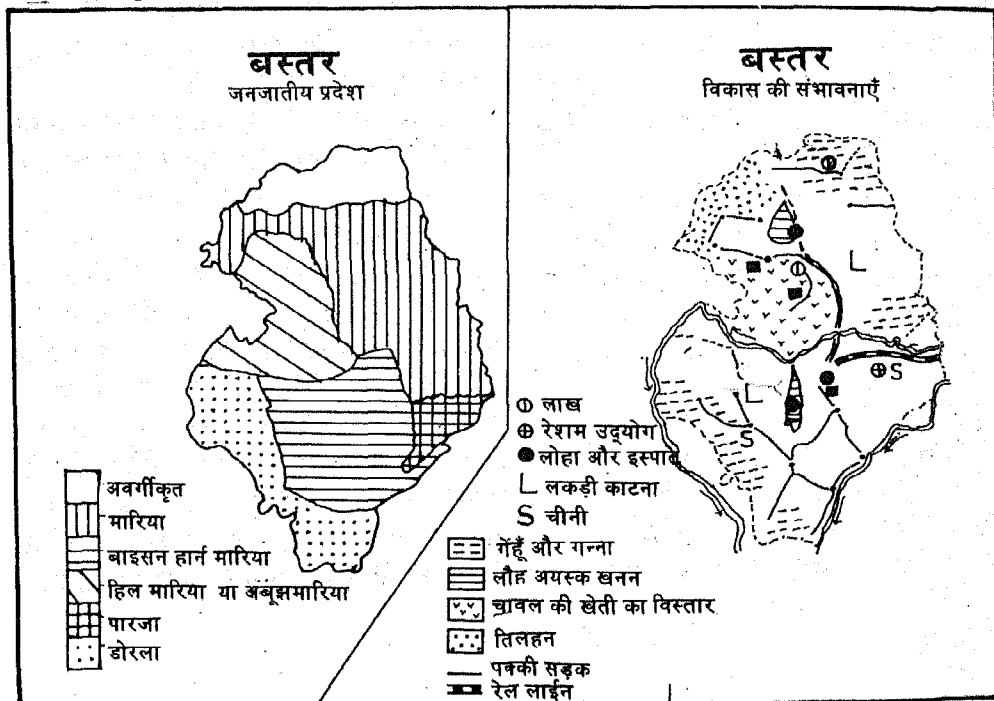 बस्तर
जनजातीय प्रदेश
अवर्गीकृत
मारिया
बाइसन हार्न मारिया
हिल मारिया या अबूझमारिया
पारजा
डोरला
बस्तर
विकास की संभावनाएँ
L
S
L
S
लाख
रेशम उद्योग
लोहा और इस्पात
L लकड़ी काटना
S चीनी
गेंहूँ और गन्ना
लौह अयस्क खनन
चावल की खेती का विस्तार
तिलहन
पक्की सड़क
रेल लाईन